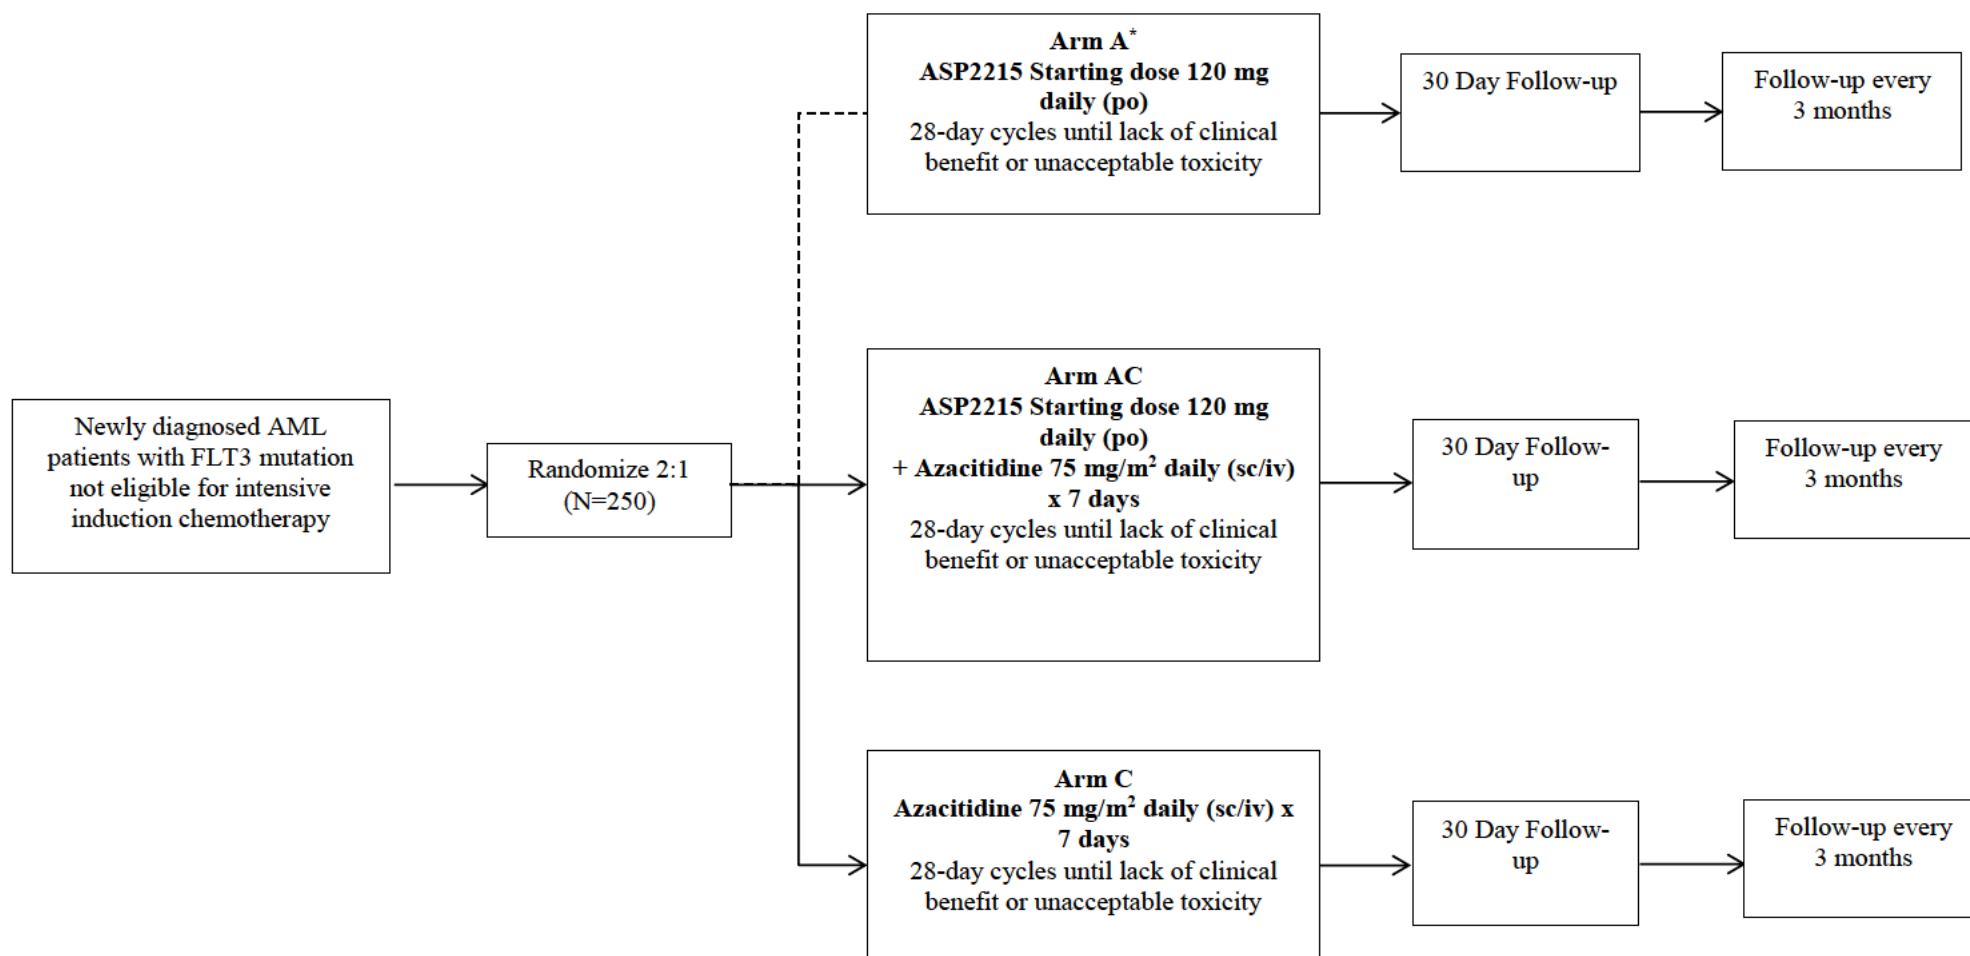 Arm A*
ASP2215 Starting dose 120 mg
daily (po)
28-day cycles until lack of clinical
benefit or unacceptable toxicity
30 Day Follow-up
Follow-up every
3 months
Newly diagnosed AML
patients with FLT3 mutation
not eligible for intensive
induction chemotherapy
Randomize 2:1
(N=250)
Arm AC
ASP2215 Starting dose 120 mg
daily (po)
+ Azacitidine 75 mg/m² daily (sc/iv)
x 7 days
28-day cycles until lack of clinical
benefit or unacceptable toxicity
30 Day Follow-
up
Follow-up every
3 months
Arm C
Azacitidine 75 mg/m² daily (sc/iv) x
7 days
28-day cycles until lack of clinical
benefit or unacceptable toxicity
30 Day Follow-
up
Follow-up every
3 months